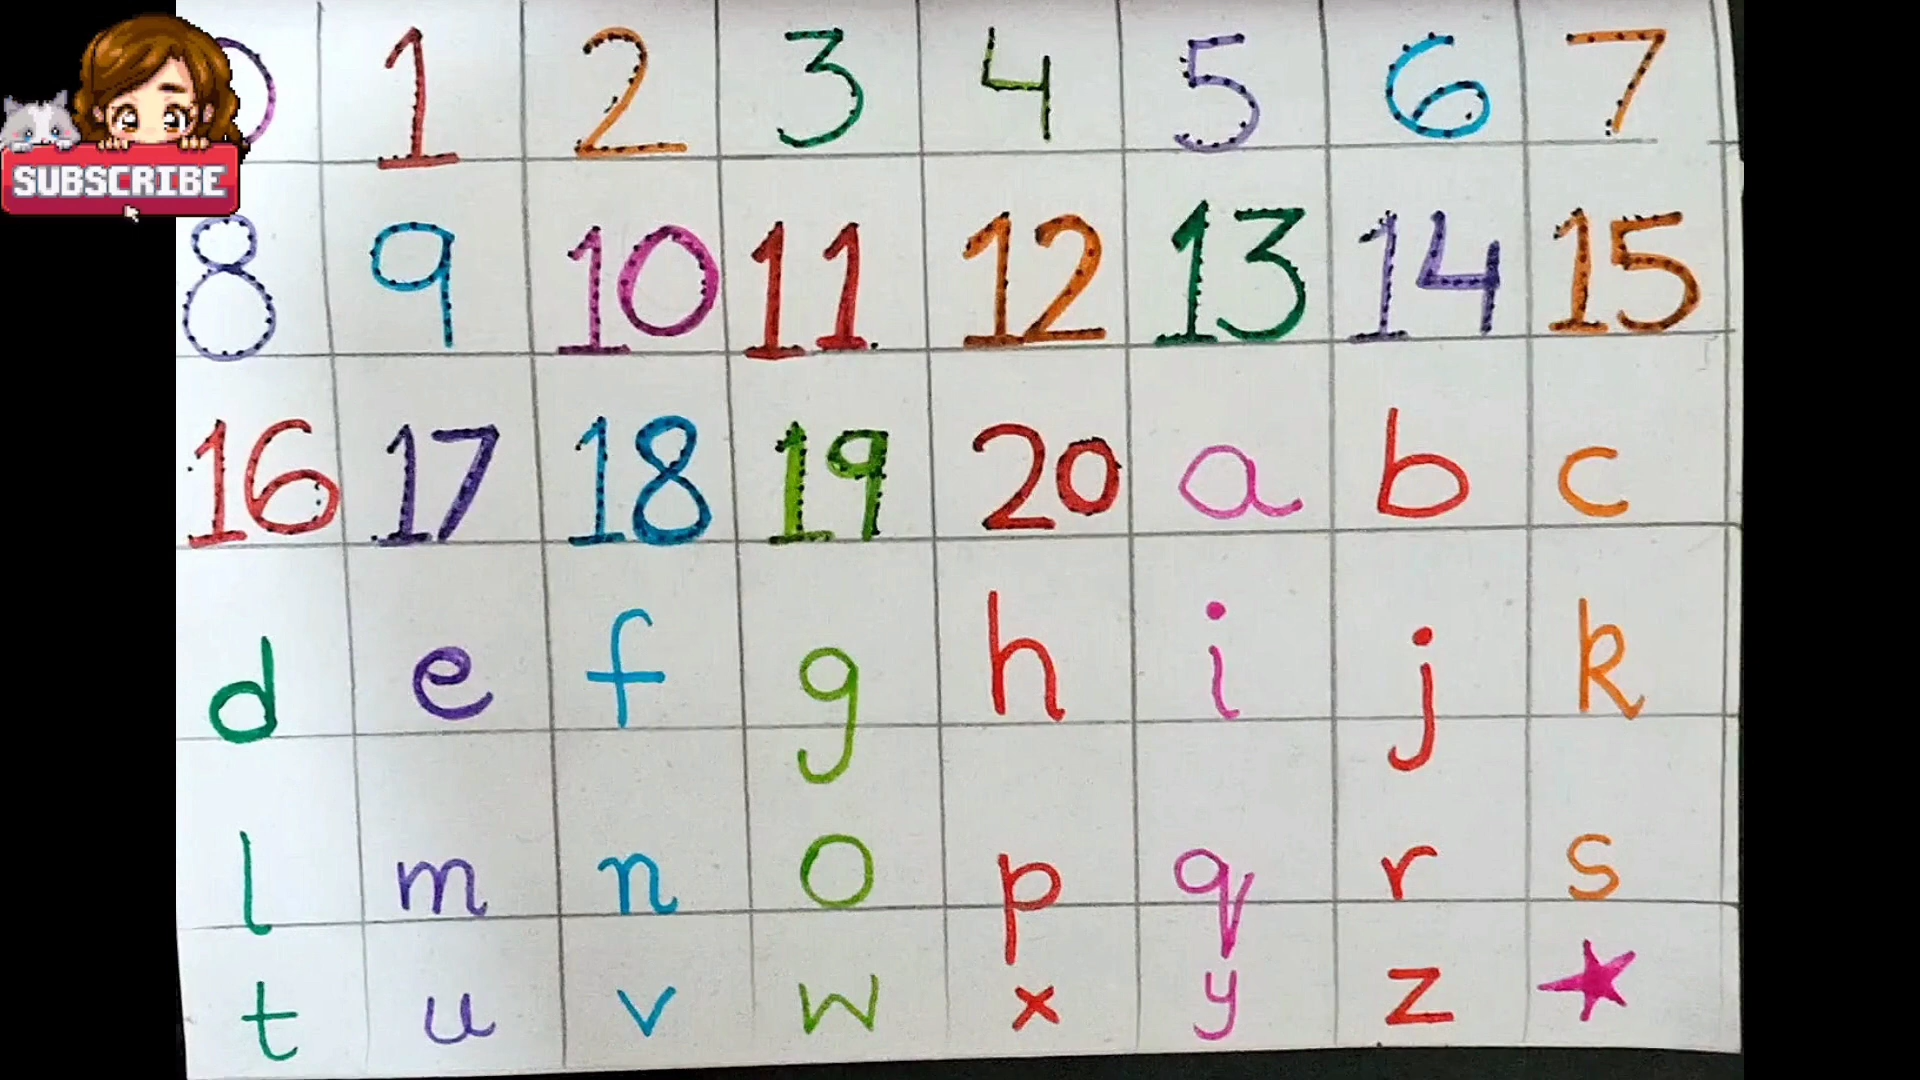 0 1 2 3 4 5 6 7
SUBSCRIBE
8 9 10 11 12 13 14 15
16 17 18 19 20 a b c
d e f g h i j k
l m n o p q r s
t u v w x y z